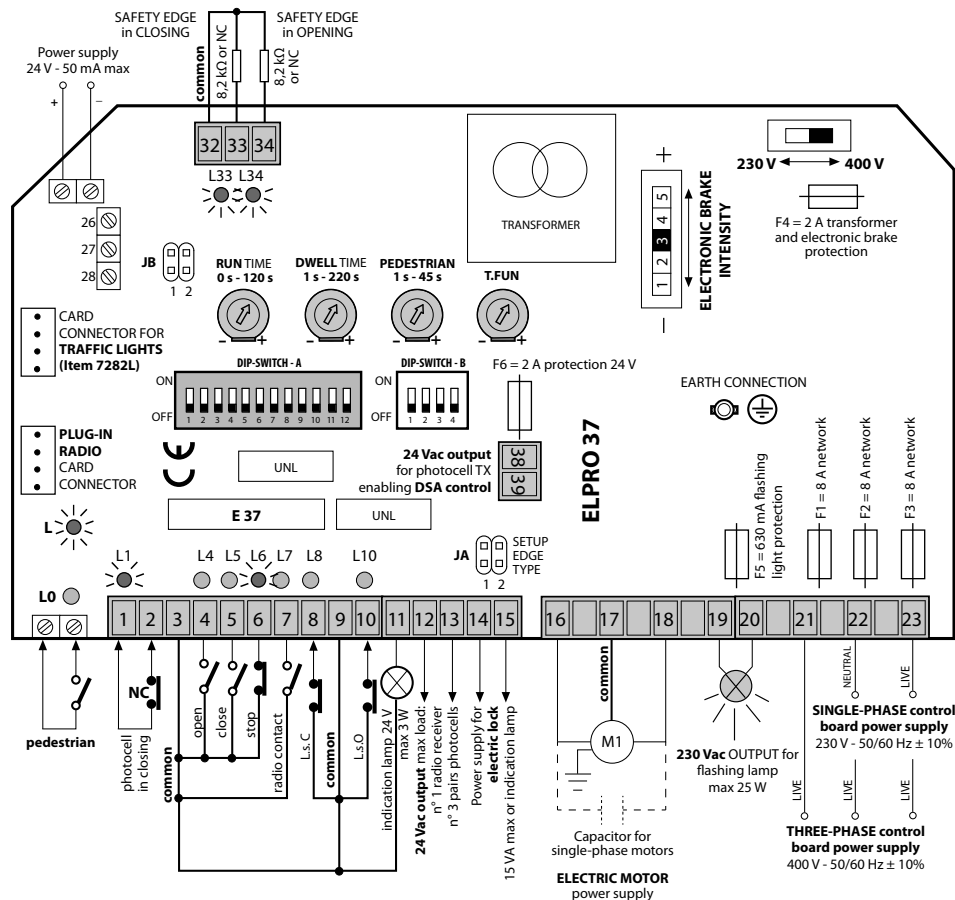 SAFETY EDGE
in CLOSING
SAFETY EDGE
in OPENING
Power supply
24 V - 50 mA max
+
–
common
8,2 kΩ or NC
8,2 kΩ
or NC
32 33 34
L33 L34
26
27
28
JB
1 2
RUN TIME
0 s - 120 s
DWELL TIME
1 s - 220 s
PEDESTRIAN
1 s - 45 s
T.FUN
- +
- +
- +
- +
TRANSFORMER
+
1 2 3 4 5
–
ELECTRONIC BRAKE
INTENSITY
230 V 400 V
F4 = 2 A transformer
and electronic brake
protection
CARD
CONNECTOR FOR
TRAFFIC LIGHTS
(Item 7282L)
DIP-SWITCH - A
ON
OFF
1 2 3 4 5 6 7 8 9 10 11 12
DIP-SWITCH - B
ON
OFF
1 2 3 4
F6 = 2 A protection 24 V
EARTH CONNECTION
PLUG-IN
RADIO
CARD
CONNECTOR
CE
UNL
E 37
UNL
24 Vac output
for photocell TX
enabling DSA control
38
39
ELPRO 37
F5 = 630 mA flashing
light protection
F1 = 8 A network
F2 = 8 A network
F3 = 8 A network
L
L1
L4 L5 L6 L7 L8 L10
JA
1 2
SETUP
EDGE
TYPE
L0
1 2 3 4 5 6 7 8 9 10 11 12 13 14 15
16 17 18 19 20 21 22 23
pedestrian
NC
photocell
in closing
common
open
close
stop
radio contact
L.s. C
common
L.s.O
indication lamp 24 V
max 3 W
24 Vac output max load:
n° 1 radio receiver
n° 3 pairs photocells
Power supply for
electric lock
15 VA max or indication lamp
common
M1
Capacitor for
single-phase motors
ELECTRIC MOTOR
power supply
230 Vac OUTPUT for
flashing lamp
max 25 W
NEUTRAL
LIVE
SINGLE-PHASE control
board power supply
230 V - 50/60 Hz ± 10%
LIVE
LIVE
LIVE
THREE-PHASE control
board power supply
400 V - 50/60 Hz ± 10%